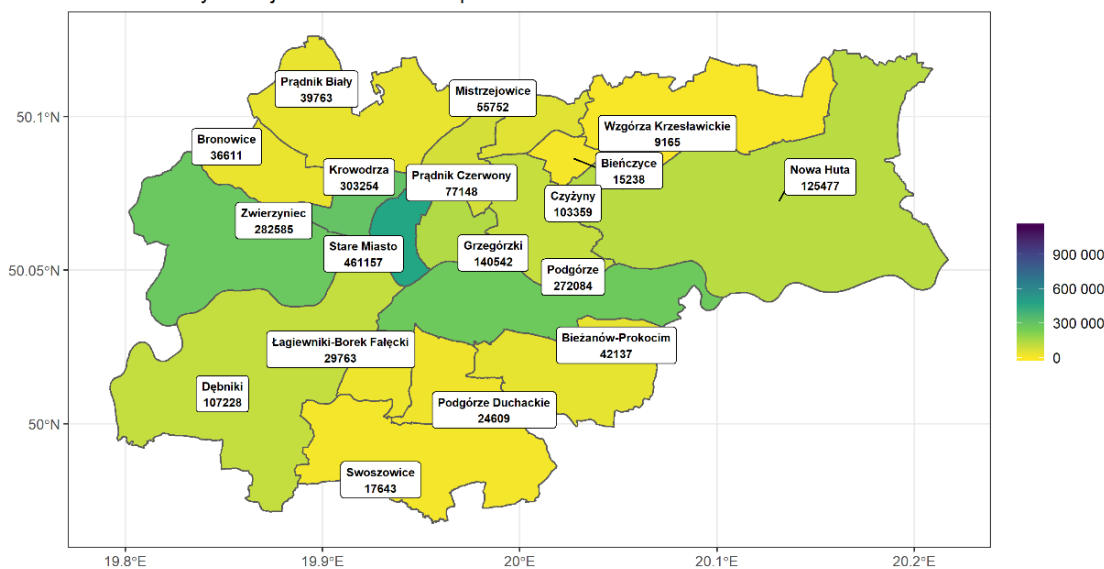 50.1°N
50.05°N
50°N
Prądnik Biały
39763
Mistrzejowice
55752
Wzgórza Krzesławickie
9165
Bronowice
36611
Krowodrza
303254
Prądnik Czerwony
77148
Bieńczyce
15238
Nowa Huta
125477
Czyżyny
103359
Zwierzyniec
282585
Stare Miasto
461157
Grzegórzki
140542
Podgórze
272084
Łagiewniki-Borek Fałęcki
29763
Bieżanów-Prokocim
42137
Dębniki
107228
Podgórze Duchackie
24609
Swoszowice
17643
19.8°E
19.9°E
20°E
20.1°E
20.2°E
900 000
600 000
300 000
0